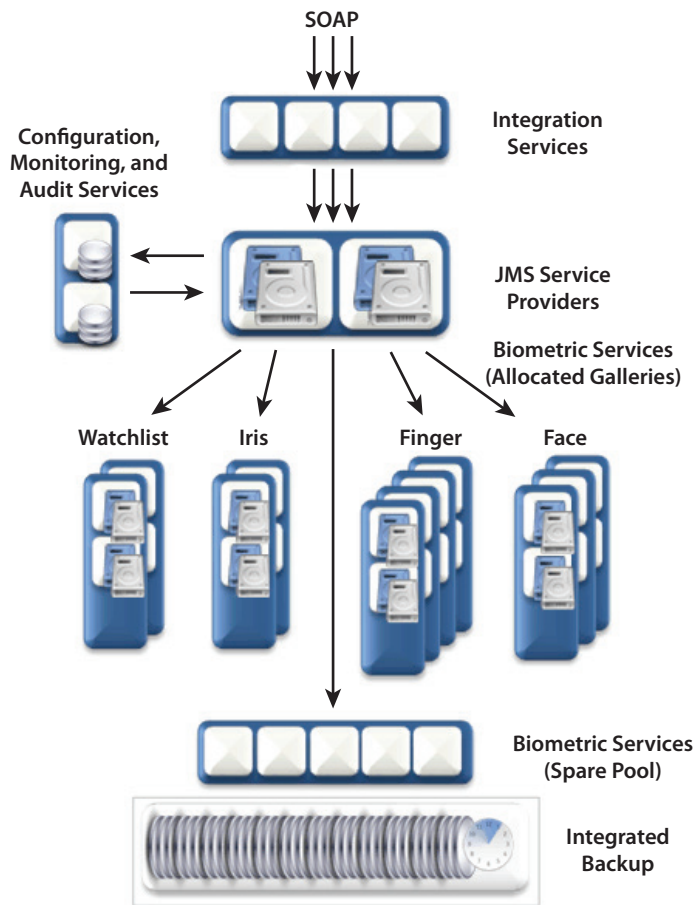 SOAP
Integration
Services
Configuration,
Monitoring, and
Audit Services
JMS Service
Providers
Biometric Services
(Allocated Galleries)
Watchlist
Iris
Finger
Face
Biometric Services
(Spare Pool)
Integrated
Backup